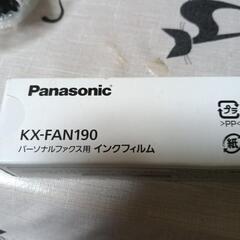 Panasonic
KX-FAN190
パーソナルファックス用 インクフィルム
プラ
>PP<
紙